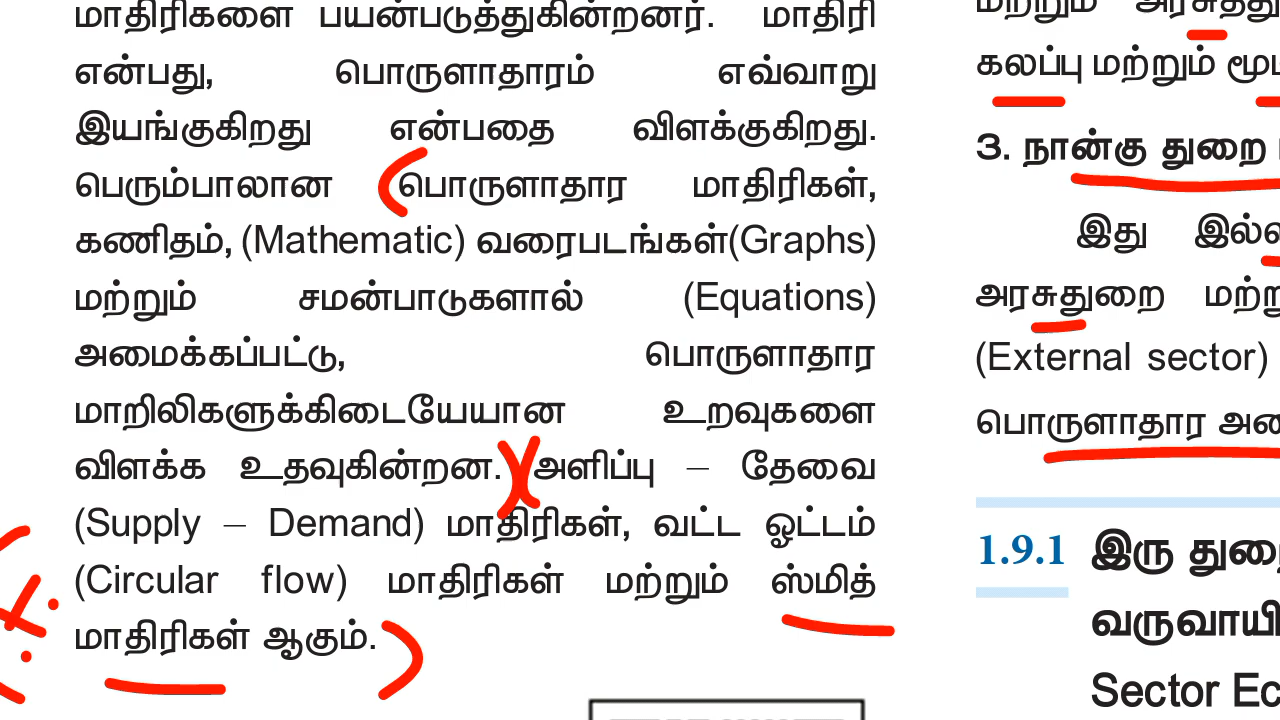 மாதிரிகளை பயன்படுத்துகின்றனர். மாதிரி
என்பது, பொருளாதாரம் எவ்வாறு
இயங்குகிறது என்பதை விளக்குகிறது.
பெரும்பாலான பொருளாதார மாதிரிகள்,
கணிதம், (Mathematic) வரைபடங்கள்(Graphs)
மற்றும் சமன்பாடுகளால் (Equations)
அமைக்கப்பட்டு, பொருளாதார
மாறிலிகளுக்கிடையேயான உறவுகளை
விளக்க உதவுகின்றன. அளிப்பு – தேவை
(Supply – Demand) மாதிரிகள், வட்ட ஓட்டம்
(Circular flow) மாதிரிகள் மற்றும் ஸ்மித்
மாதிரிகள் ஆகும்.
மற்றும்
கலப்பு மற்றும்
3. நான்கு துறை
இது
அரசுதுறை
(External sector)
பொருளாதார
1.9.1 இரு
Sector